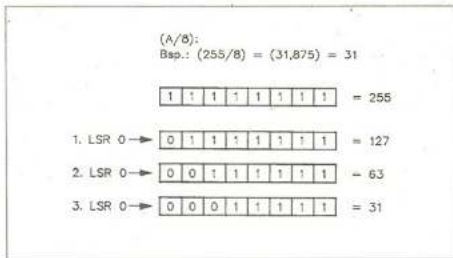 (A/8):
Bsp.: (255/8) = (31,875) = 31
1 1 1 1 1 1 1 1 = 255
1. LSR 0→ 0 1 1 1 1 1 1 1 = 127
2. LSR 0→ 0 0 1 1 1 1 1 1 = 63
3. LSR 0→ 0 0 0 1 1 1 1 1 = 31